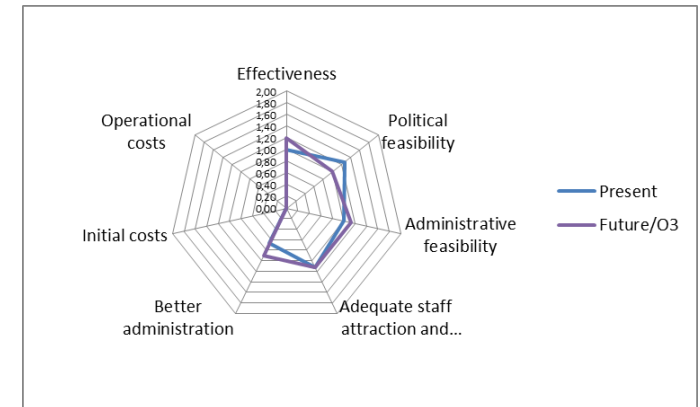 Effectiveness
2,00
1,80
1,60
1,40
1,20
1,00
0,80
0,60
0,40
0,20
0,00
Political
feasibility
Administrative
feasibility
Adequate staff
attraction and...
Better
administration
Initial costs
Operational
costs
Present
Future/O3